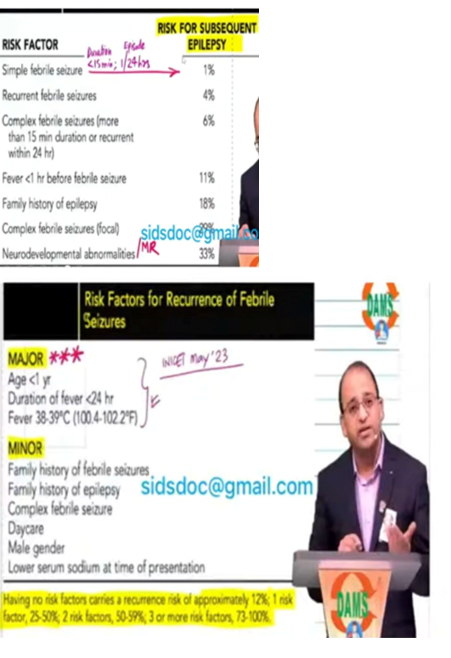 RISK FOR SUBSEQUENT
RISK FACTOR
EPILEPSY
Duration Episode
<15min; 1/24hrs
Simple febrile seizure 1%
Recurrent febrile seizures 4%
Complex febrile seizures (more 6%
than 15 min duration or recurrent
within 24 hr)
Fever <1 hr before febrile seizure 11%
Family history of epilepsy 18%
Complex febrile seizures (focal)
sidsdoc@gmail.co
Neurodevelopmental abnormalities /MR 33%
Risk Factors for Recurrence of Febrile
Seizures
DAMS
MAJOR ***
INICET May '23
Age <1 yr
Duration of fever <24 hr
Fever 38-39°C (100.4-102.2°F)
MINOR
Family history of febrile seizures
Family history of epilepsy
sidsdoc@gmail.com
Complex febrile seizure
Daycare
Male gender
Lower serum sodium at time of presentation
Having no risk factors carries a recurrence risk of approximately 12%; 1 risk
factor, 25-50%; 2 risk factors, 50-59%; 3 or more risk factors, 73-100%.
DAMS